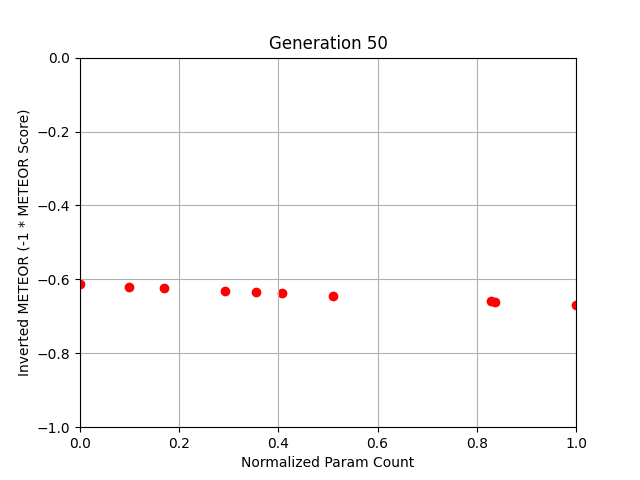 Generation 50
Inverted METEOR (-1 * METEOR Score)
0.0
−0.2
−0.4
−0.6
−0.8
−1.0
0.0 0.2 0.4 0.6 0.8 1.0
Normalized Param Count